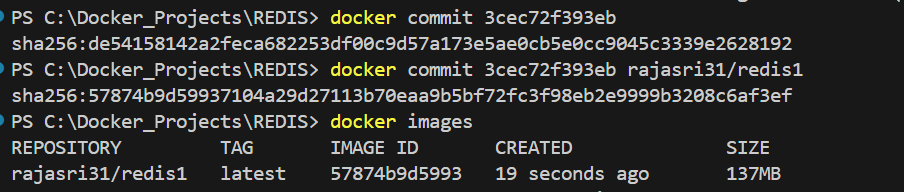 PS C:\Docker_Projects\REDIS> docker commit 3cec72f393eb
sha256:de54158142a2feca682253df00c9d57a173e5ae0cb5e0cc9045c3339e2628192
PS C:\Docker_Projects\REDIS> docker commit 3cec72f393eb rajasri31/redis1
sha256:57874b9d59937104a29d27113b70eaa9b5bf72fc3f98eb2e9999b3208c6af3ef
PS C:\Docker_Projects\REDIS> docker images
REPOSITORY TAG IMAGE ID CREATED SIZE
rajasri31/redis1 latest 57874b9d5993 19 seconds ago 137MB